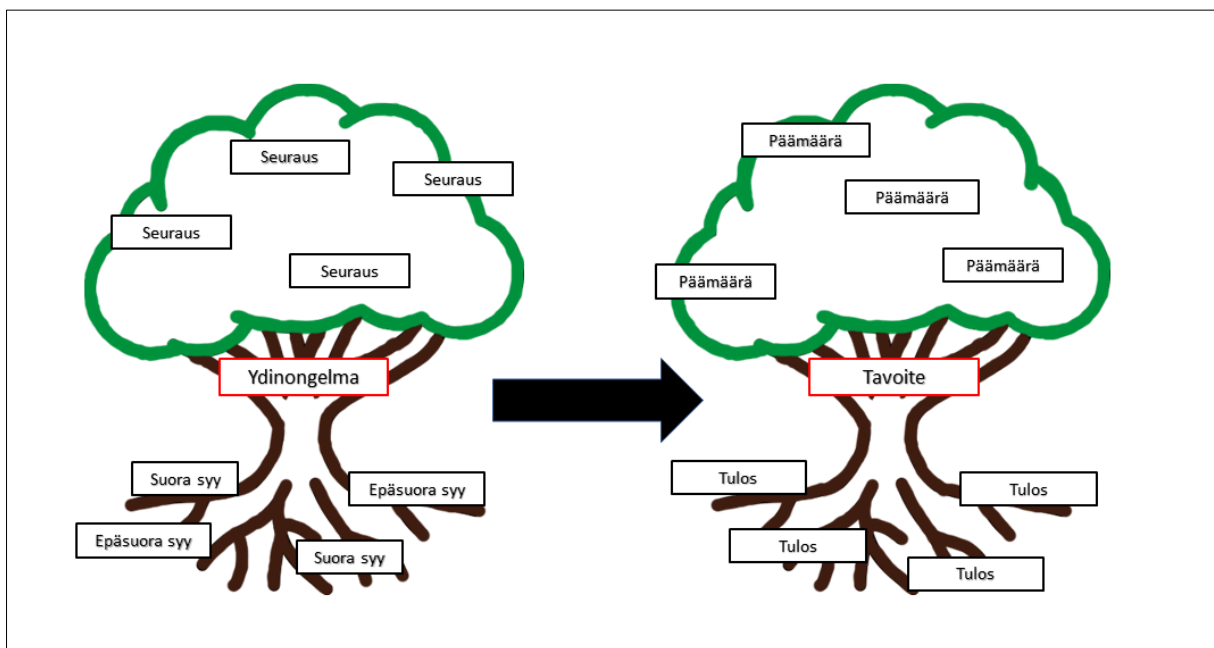 Seuraus
Seuraus
Seuraus
Seuraus
Ydinongelma
Suora syy
Epäsuora syy
Epäsuora syy
Suora syy
Päämäärä
Päämäärä
Päämäärä
Päämäärä
Tavoite
Tulos
Tulos
Tulos
Tulos